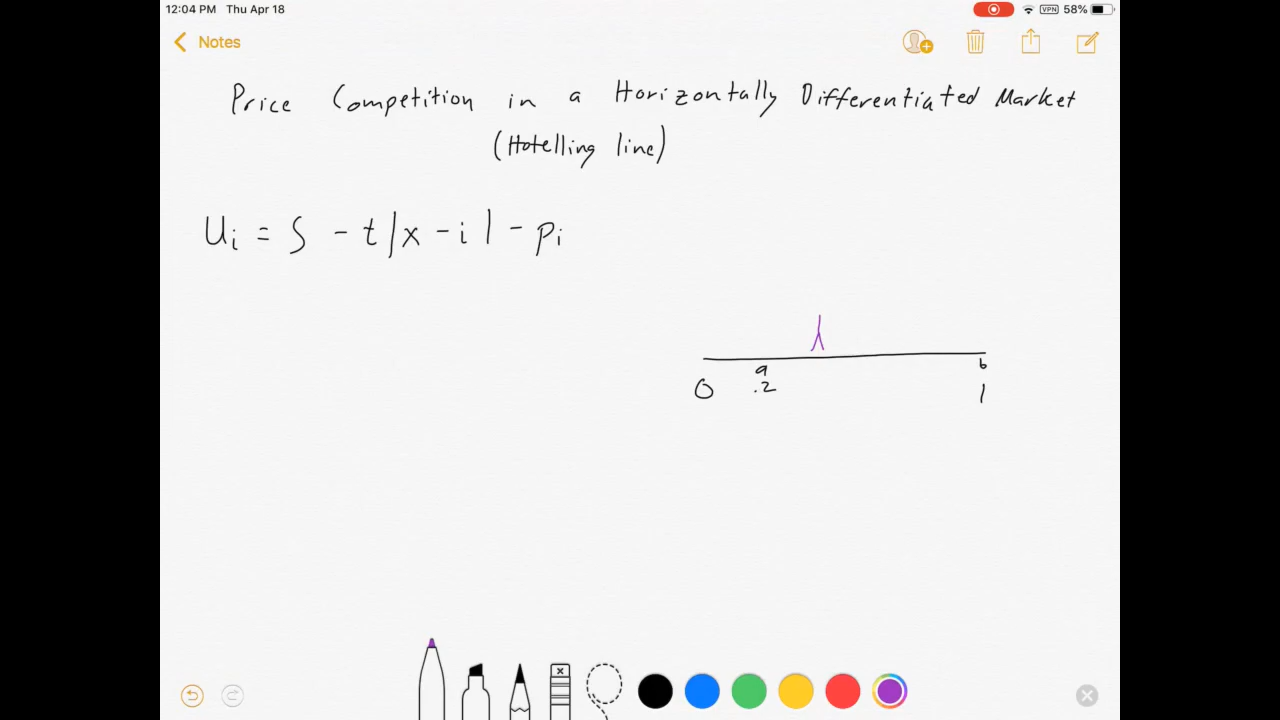 12:04 PM Thu Apr 18 VPN 58%
Notes
Price Competition in a Horizontally Differentiated Market
(Hotelling line)
Ui = S - t|x - i| - pi
a b
0 .2 1